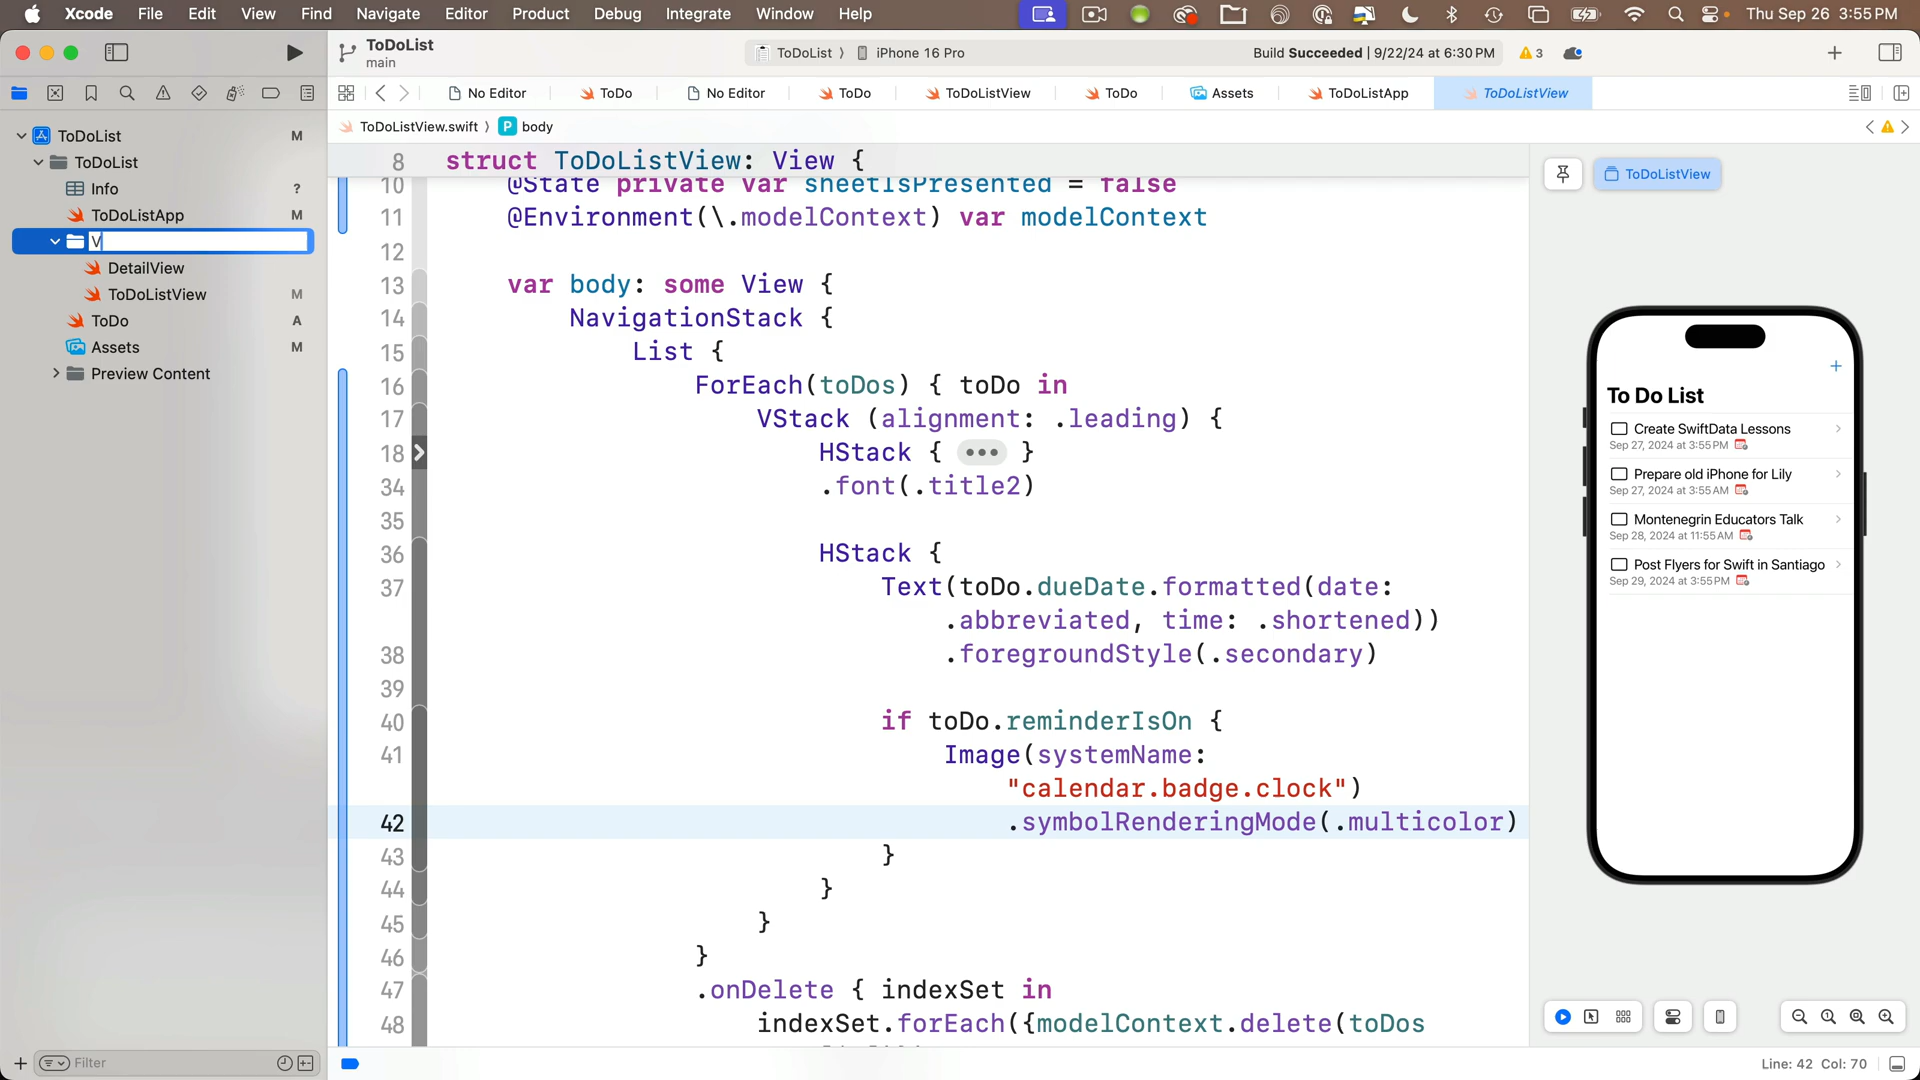 Xcode File Edit View Find Navigate Editor Product Debug Integrate Window Help Thu Sep 26 3:55 PM
ToDoList
main
ToDoList ⟩ iPhone 16 Pro Build Succeeded | 9/22/24 at 6:30 PM 3
No Editor ToDo No Editor ToDo ToDoListView ToDo Assets ToDoListApp ToDoListView
ToDoListView.swift ⟩ P body
ToDoList M
ToDoList
Info ?
ToDoListApp M
V
DetailView
ToDoListView M
ToDo A
Assets M
Preview Content
Filter
8 struct ToDoListView: View {
10 @State private var sheetIsPresented = false
11 @Environment(\.modelContext) var modelContext
12
13 var body: some View {
14 NavigationStack {
15 List {
16 ForEach(toDos) { toDo in
17 VStack (alignment: .leading) {
18 HStack { ••• }
34 .font(.title2)
35
36 HStack {
37 Text(toDo.dueDate.formatted(date:
.abbreviated, time: .shortened))
38 .foregroundStyle(.secondary)
39
40 if toDo.reminderIsOn {
41 Image(systemName:
"calendar.badge.clock")
42 .symbolRenderingMode(.multicolor)
43 }
44 }
45 }
46 }
47 .onDelete { indexSet in
48 indexSet.forEach({modelContext.delete(toDos
ToDoListView
To Do List
Create SwiftData Lessons
Sep 27, 2024 at 3:55 PM
Prepare old iPhone for Lily
Sep 27, 2024 at 3:55 AM
Montenegrin Educators Talk
Sep 28, 2024 at 11:55 AM
Post Flyers for Swift in Santiago
Sep 29, 2024 at 3:55 PM
Line: 42 Col: 70